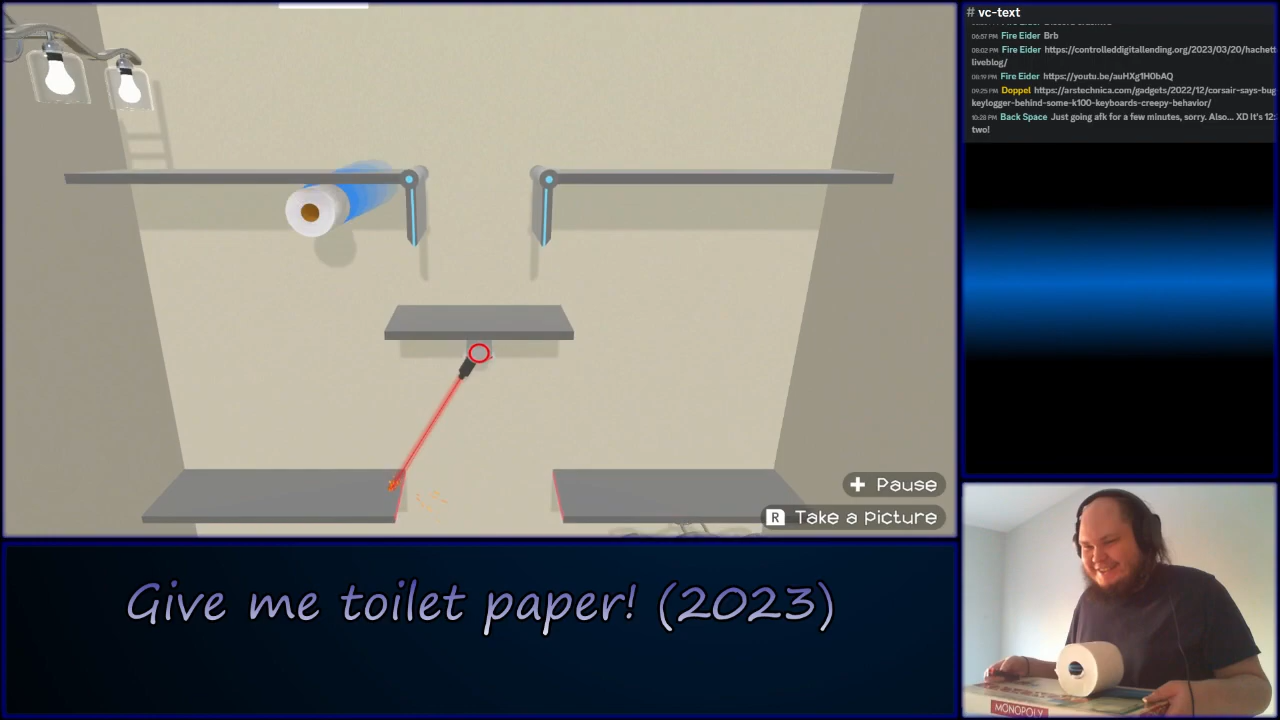 # vc-text
06:57 PM Fire Eider Brb
08:02 PM Fire Eider https://controlleddigitallending.org/2023/03/20/hachett
liveblog/
08:19 PM Fire Eider https://youtu.be/auHXg1H0bAQ
09:25 PM Doppel https://arstechnica.com/gadgets/2022/12/corsair-says-bug
keylogger-behind-some-k100-keyboards-creepy-behavior/
10:28 PM Back Space Just going afk for a few minutes, sorry. Also... XD It's 12:
two!
Pause
R Take a picture
Give me toilet paper! (2023)
MONOPOLY